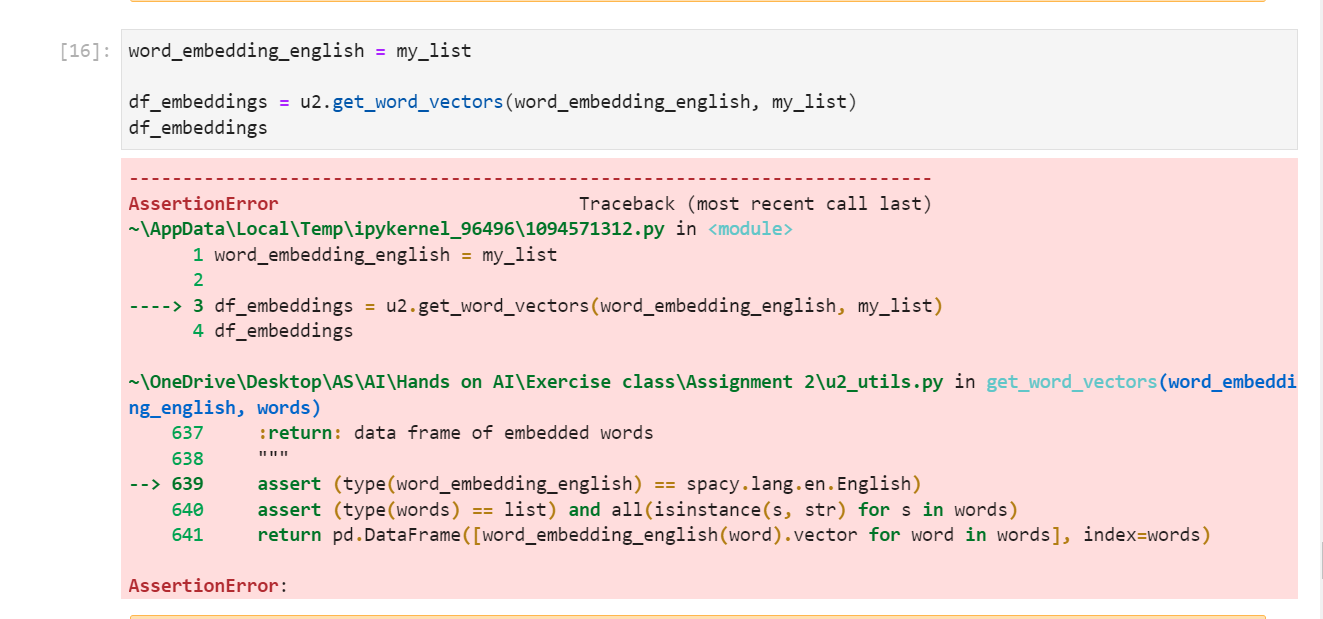 [16]: word_embedding_english = my_list
df_embeddings = u2.get_word_vectors(word_embedding_english, my_list)
df_embeddings
---------------------------------------------------------------------------
AssertionError                            Traceback (most recent call last)
~\AppData\Local\Temp\ipykernel_96496\1094571312.py in <module>
      1 word_embedding_english = my_list
      2
----> 3 df_embeddings = u2.get_word_vectors(word_embedding_english, my_list)
      4 df_embeddings
~\OneDrive\Desktop\AS\AI\Hands on AI\Exercise class\Assignment 2\u2_utils.py in get_word_vectors(word_embeddi
ng_english, words)
    637     :return: data frame of embedded words
    638     """
--> 639     assert (type(word_embedding_english) == spacy.lang.en.English)
    640     assert (type(words) == list) and all(isinstance(s, str) for s in words)
    641     return pd.DataFrame([word_embedding_english(word).vector for word in words], index=words)
AssertionError: